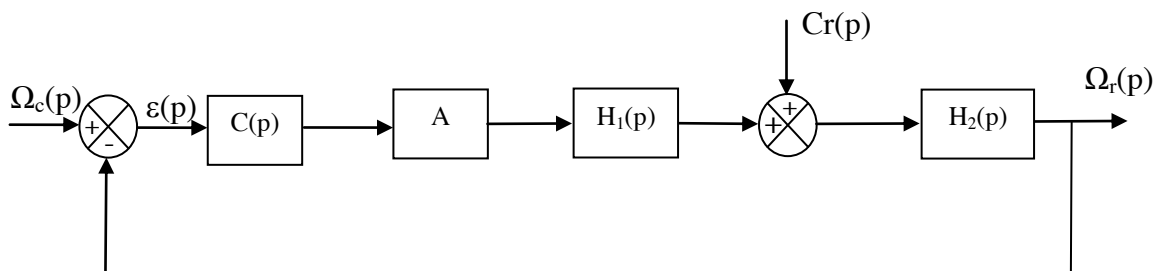 Cr(p)
Ωc(p)
ε(p)
C(p)
A
H1(p)
H2(p)
Ωr(p)
+
-
+
+